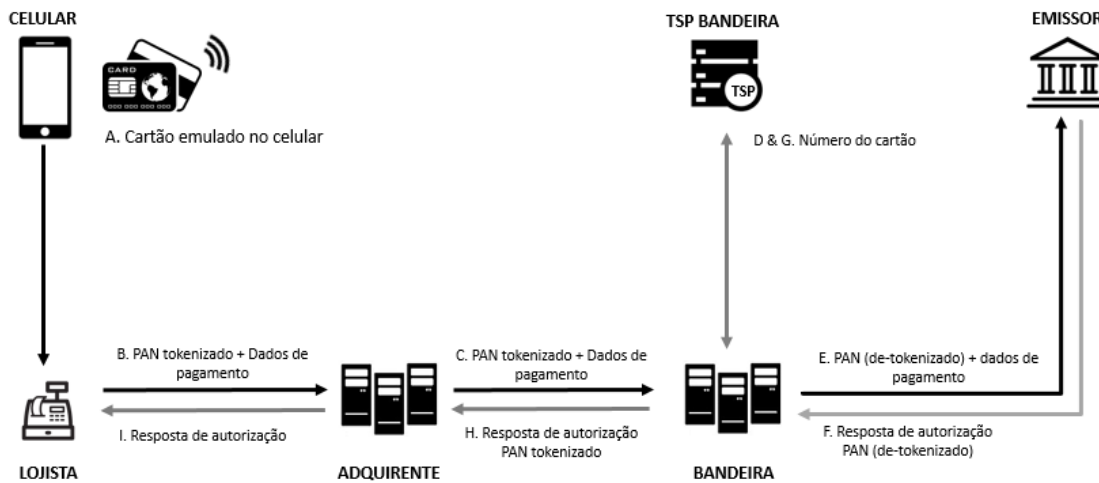 CELULAR
TSP BANDEIRA
EMISSOR
CARD
TSP
A. Cartão emulado no celular
D & G. Número do cartão
B. PAN tokenizado + Dados de
pagamento
C. PAN tokenizado + Dados de
pagamento
E. PAN (de-tokenizado) + dados de
pagamento
I. Resposta de autorização
H. Resposta de autorização
PAN tokenizado
F. Resposta de autorização
PAN (de-tokenizado)
LOJISTA
ADQUIRENTE
BANDEIRA